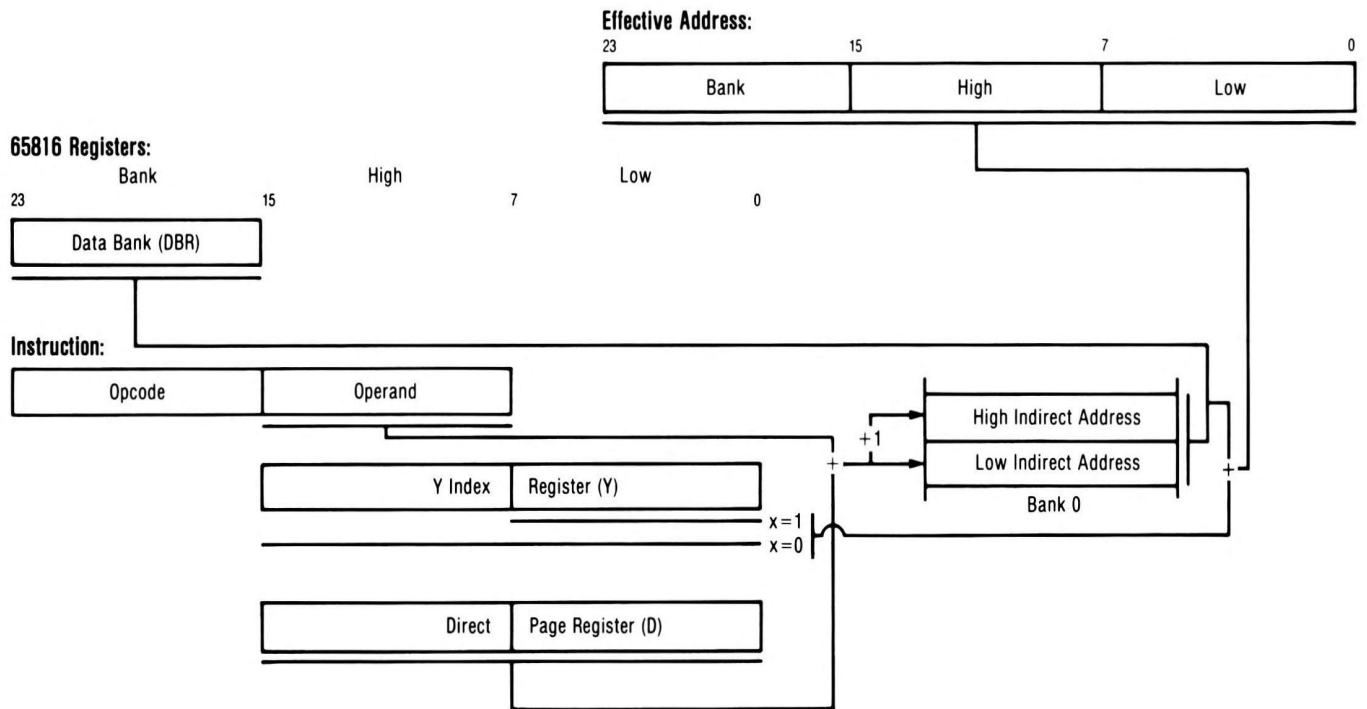 Effective Address:
23 15 7 0
Bank High Low
65816 Registers:
Bank High Low
23 15 7 0
Data Bank (DBR)
Instruction:
Opcode Operand
High Indirect Address
+1
Y Index Register (Y)
+ Low Indirect Address +
Bank 0
x=1
x=0
Direct Page Register (D)